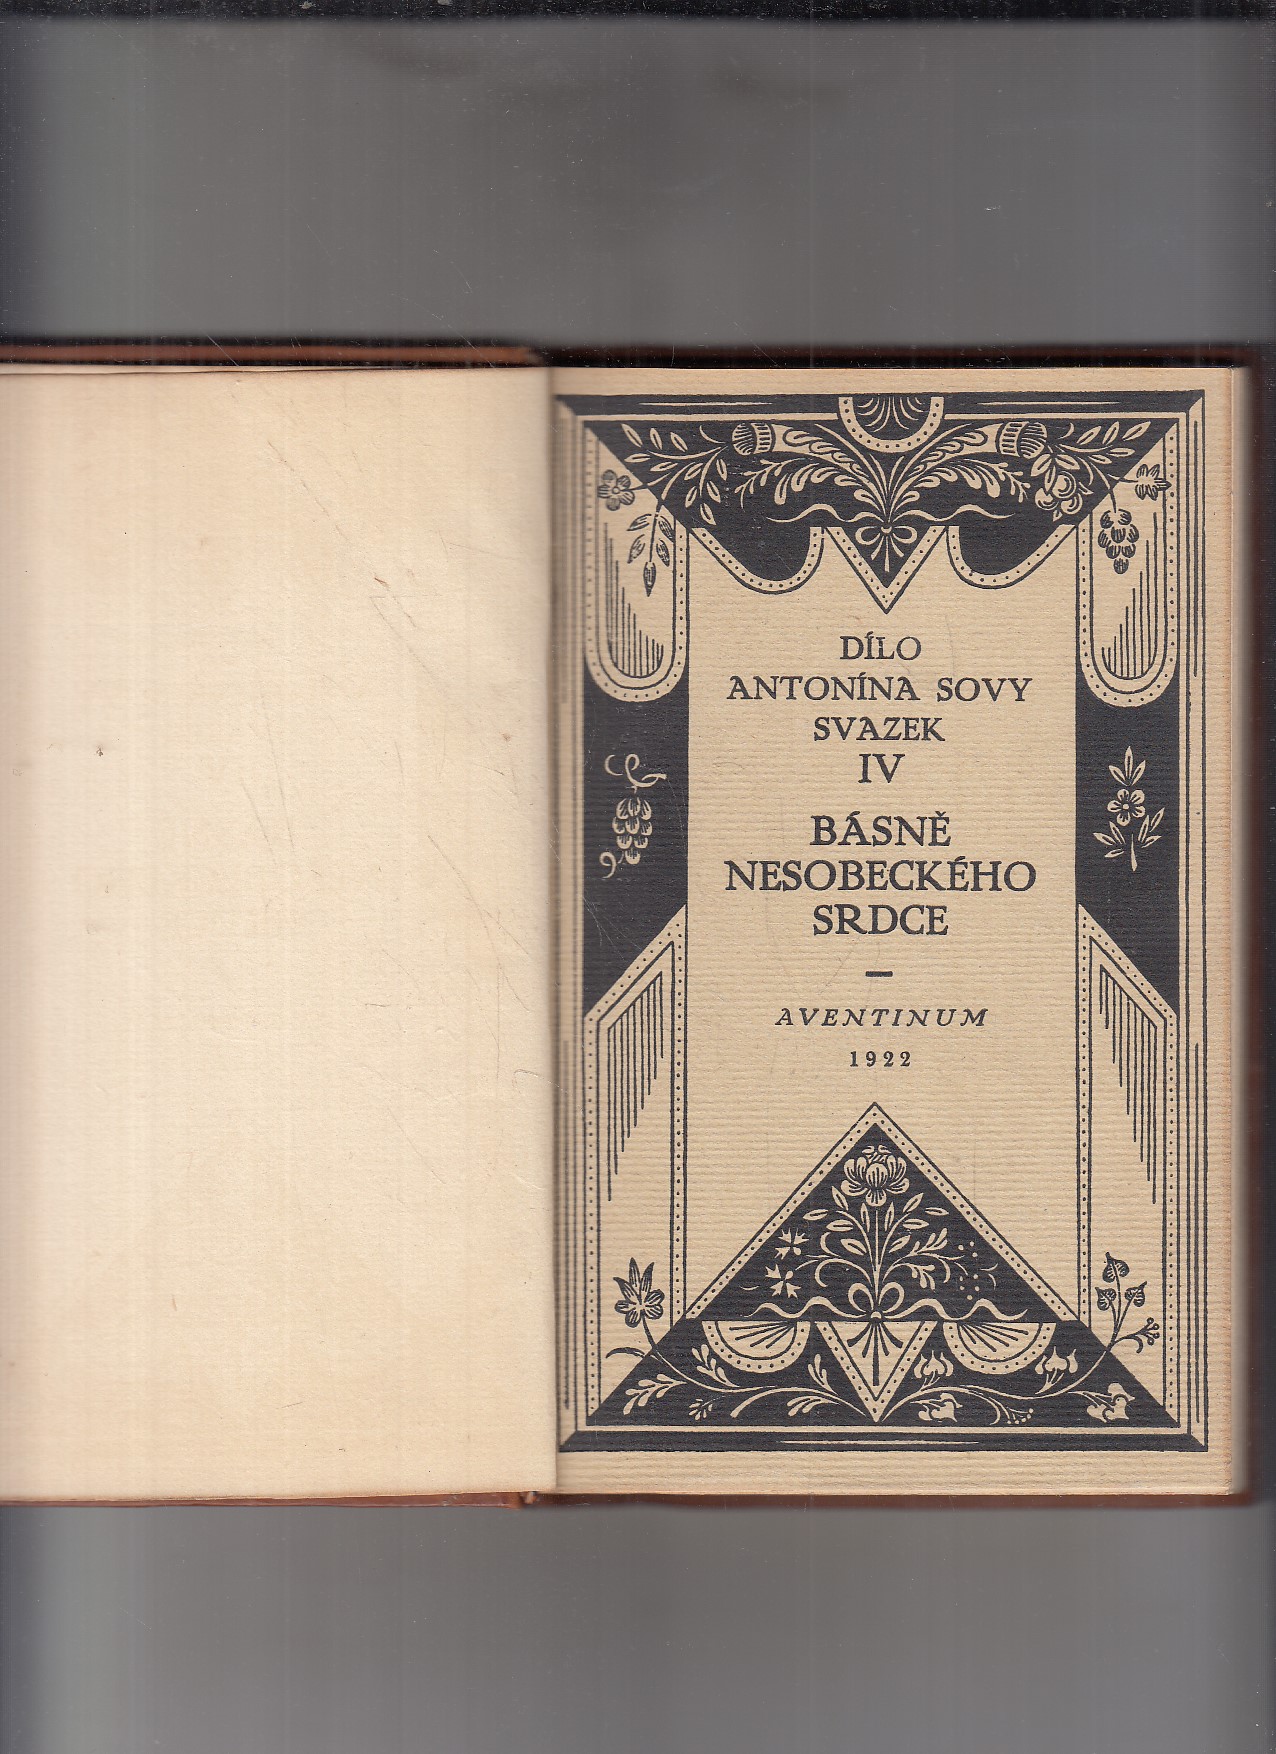 DÍLO
ANTONÍNA SOVY
SVAZEK
IV
BÁSNĚ
NESOBECKÉHO
SRDCE
—
AVENTINUM
1922